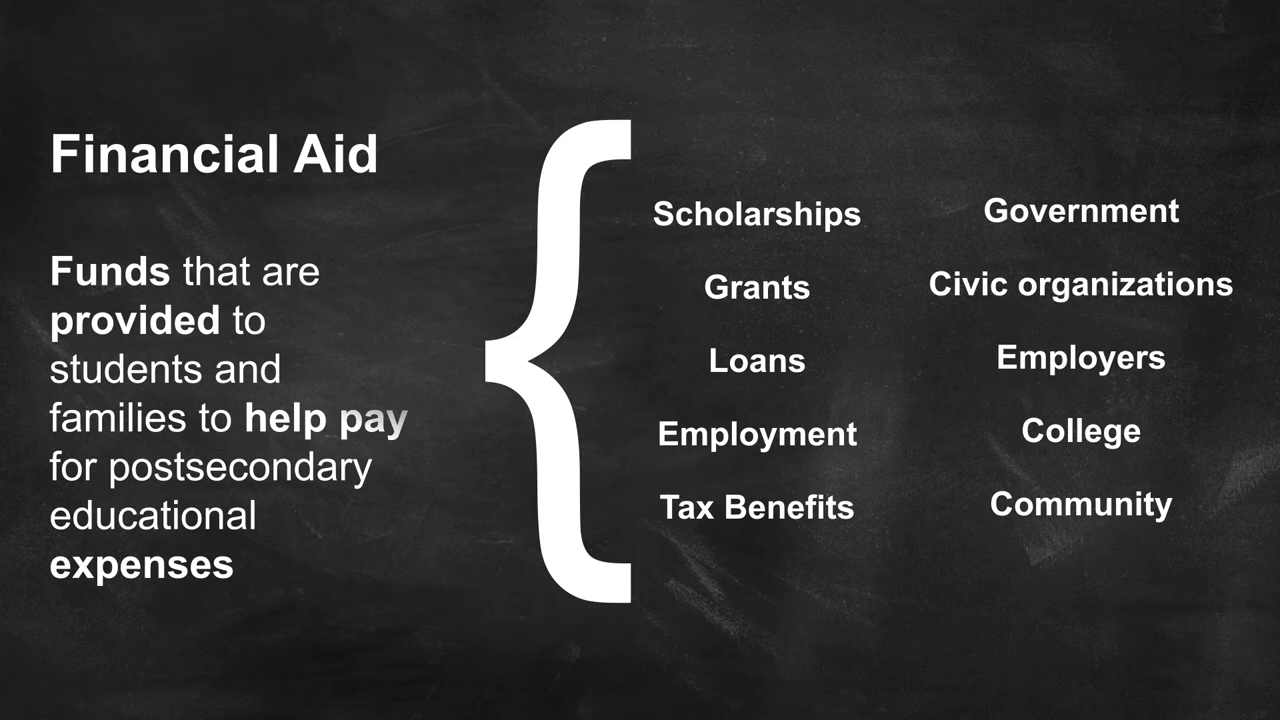 Financial Aid
Funds that are
provided to
students and
families to help pay
for postsecondary
educational
expenses
Scholarships
Grants
Loans
Employment
Tax Benefits
Government
Civic organizations
Employers
College
Community